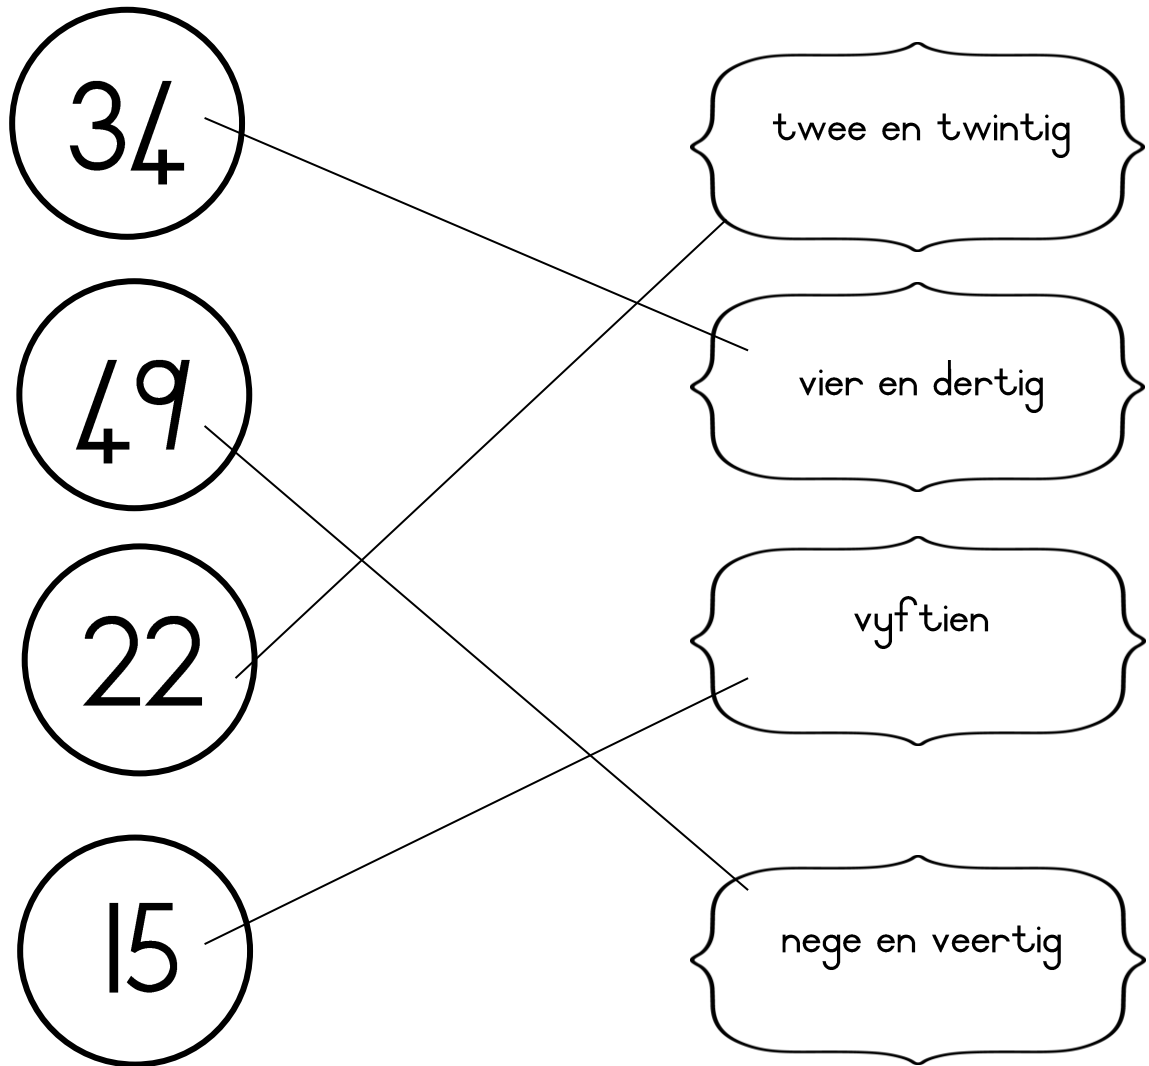 34
twee en twintig
49
vier en dertig
22
vyftien
15
nege en veertig